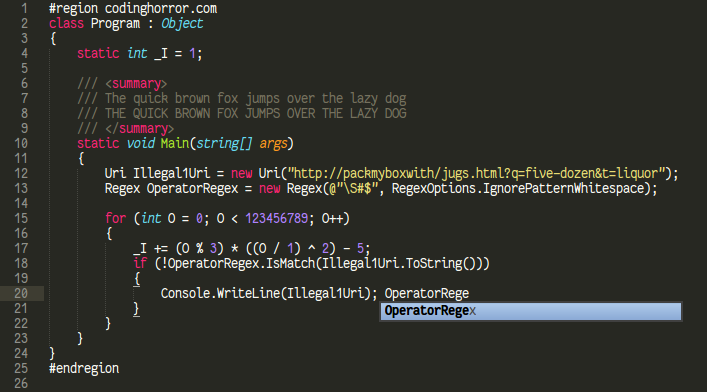 1 #region codinghorror.com
2 class Program : Object
3 {
4     static int _I = 1;
5
6     /// <summary>
7     /// The quick brown fox jumps over the lazy dog
8     /// THE QUICK BROWN FOX JUMPS OVER THE LAZY DOG
9     /// </summary>
10     static void Main(string[] args)
11     {
12         Uri Illegal1Uri = new Uri("http://packmyboxwith/jugs.html?q=five-dozen&t=liquor");
13         Regex OperatorRegex = new Regex(@"\S#$", RegexOptions.IgnorePatternWhitespace);
14
15         for (int O = 0; O < 123456789; O++)
16         {
17             _I += (O % 3) * ((O / 1) ^ 2) - 5;
18             if (!OperatorRegex.IsMatch(Illegal1Uri.ToString()))
19             {
20                 Console.WriteLine(Illegal1Uri); OperatorRege
OperatorRegex
21             }
22         }
23     }
24 }
25 #endregion
26